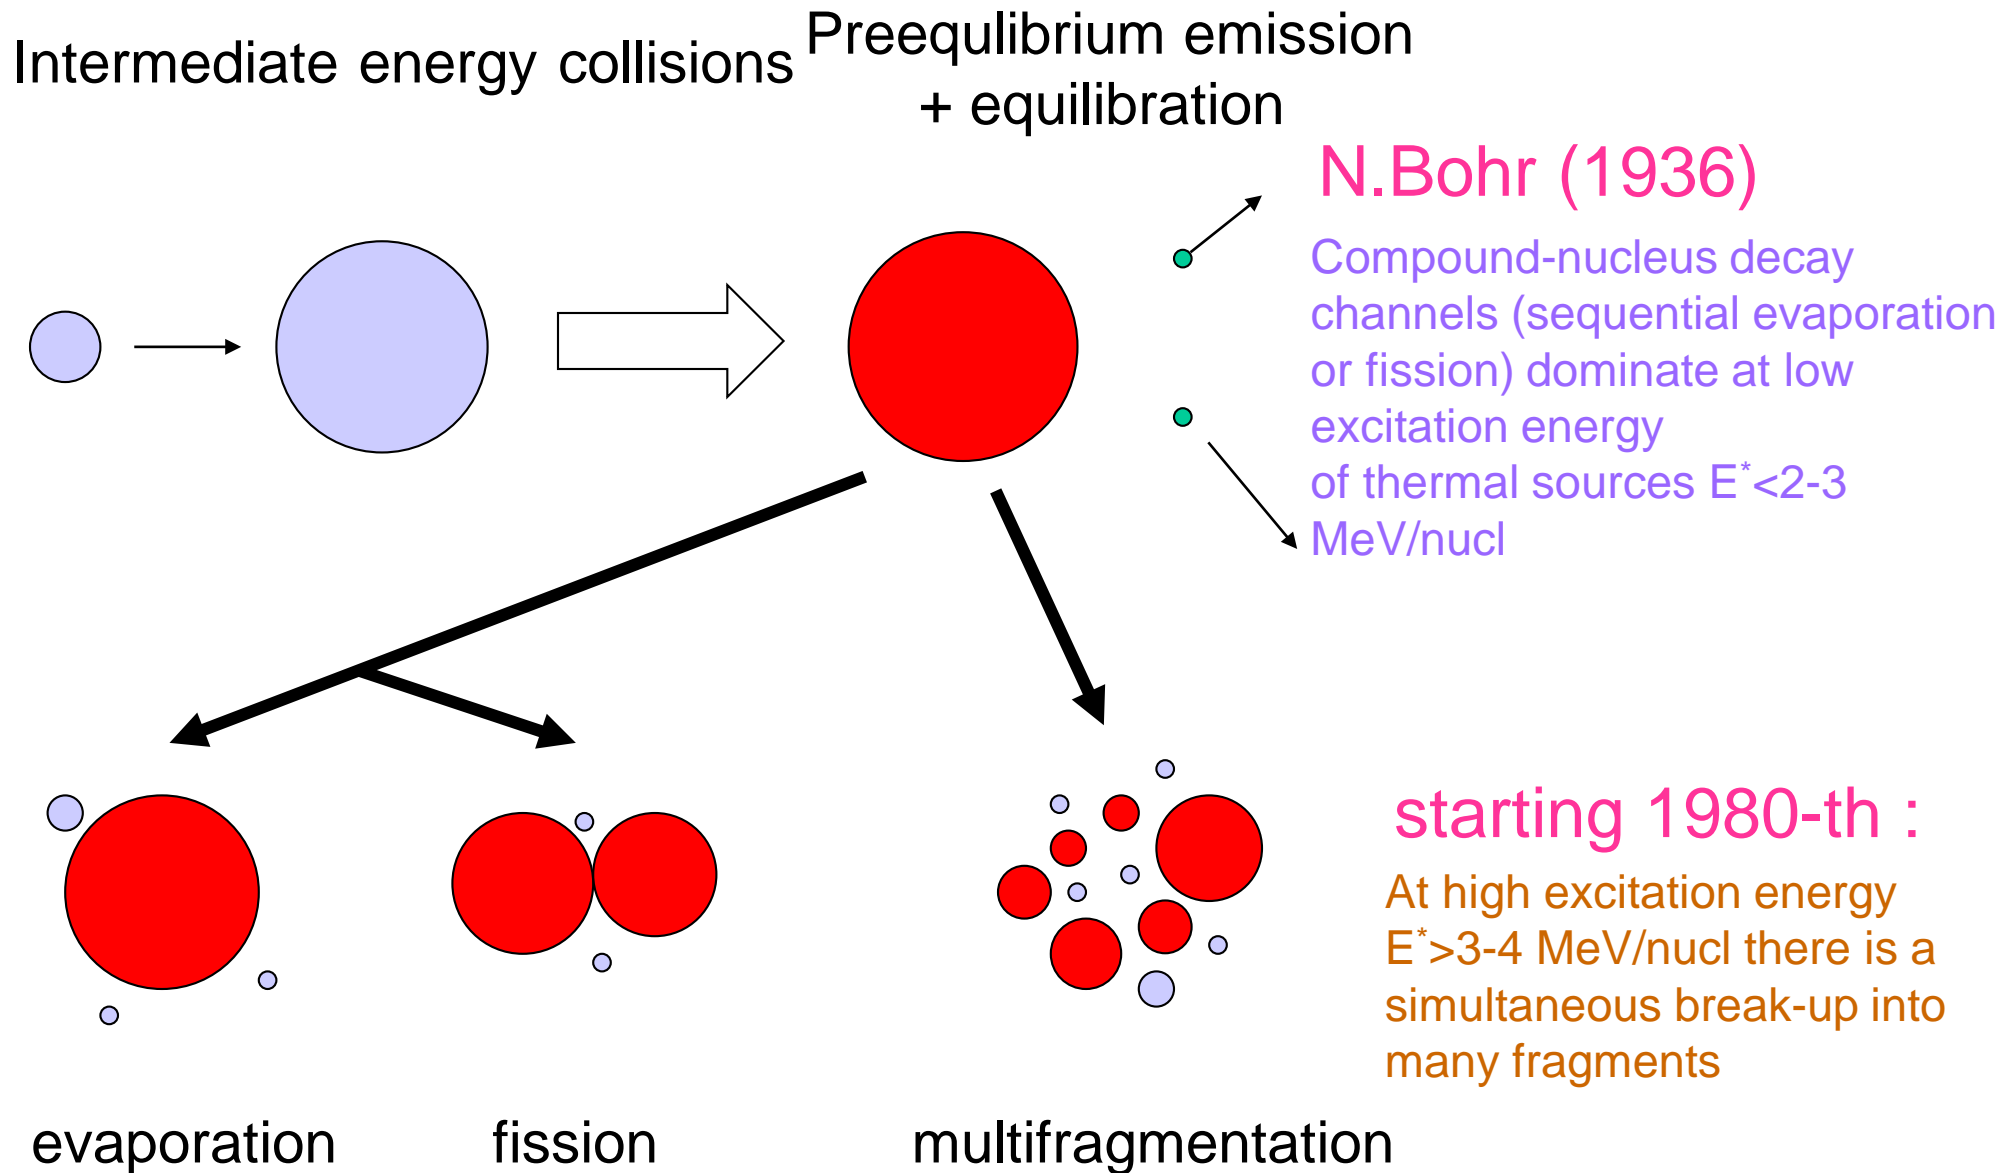 Intermediate energy collisions
Preequlibrium emission
+ equilibration
N.Bohr (1936)
Compound-nucleus decay
channels (sequential evaporation
or fission) dominate at low
excitation energy
of thermal sources E*<2-3
MeV/nucl
starting 1980-th :
At high excitation energy
E*>3-4 MeV/nucl there is a
simultaneous break-up into
many fragments
evaporation
fission
multifragmentation